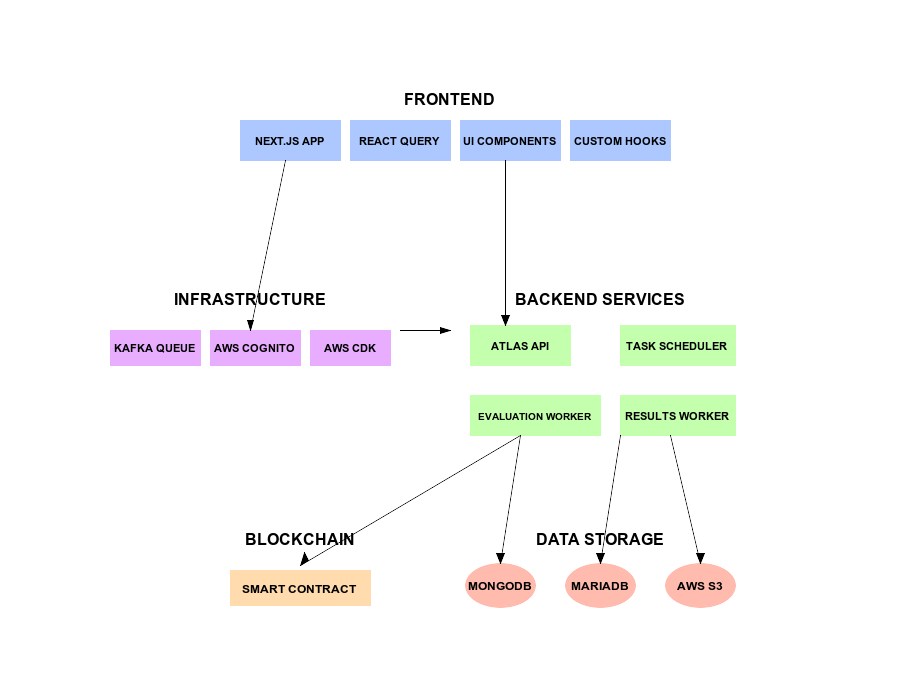 FRONTEND
NEXT.JS APP
REACT QUERY
UI COMPONENTS
CUSTOM HOOKS
INFRASTRUCTURE
BACKEND SERVICES
KAFKA QUEUE
AWS COGNITO
AWS CDK
ATLAS API
TASK SCHEDULER
EVALUATION WORKER
RESULTS WORKER
BLOCKCHAIN
DATA STORAGE
SMART CONTRACT
MONGODB
MARIADB
AWS S3